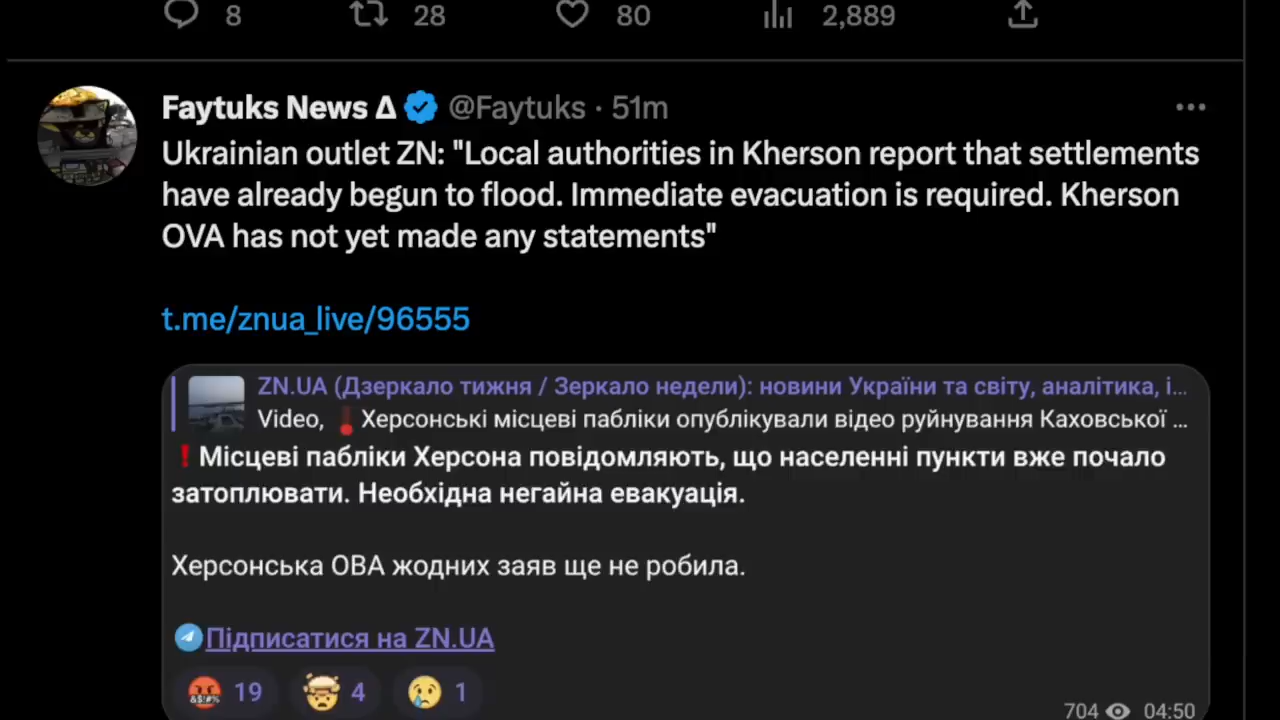 8 28 80 2,889
Faytuks News Δ @Faytuks · 51m
Ukrainian outlet ZN: "Local authorities in Kherson report that settlements
have already begun to flood. Immediate evacuation is required. Kherson
OVA has not yet made any statements"
t.me/znua_live/96555
ZN.UA (Дзеркало тижня / Зеркало недели): новини України та світу, аналітика, і...
Video, Херсонські місцеві пабліки опублікували відео руйнування Каховської ...
❗Місцеві пабліки Херсона повідомляють, що населенні пункти вже почало
затоплювати. Необхідна негайна евакуація.
Херсонська ОВА жодних заяв ще не робила.
Підписатися на ZN.UA
19 4 1
704 04:50